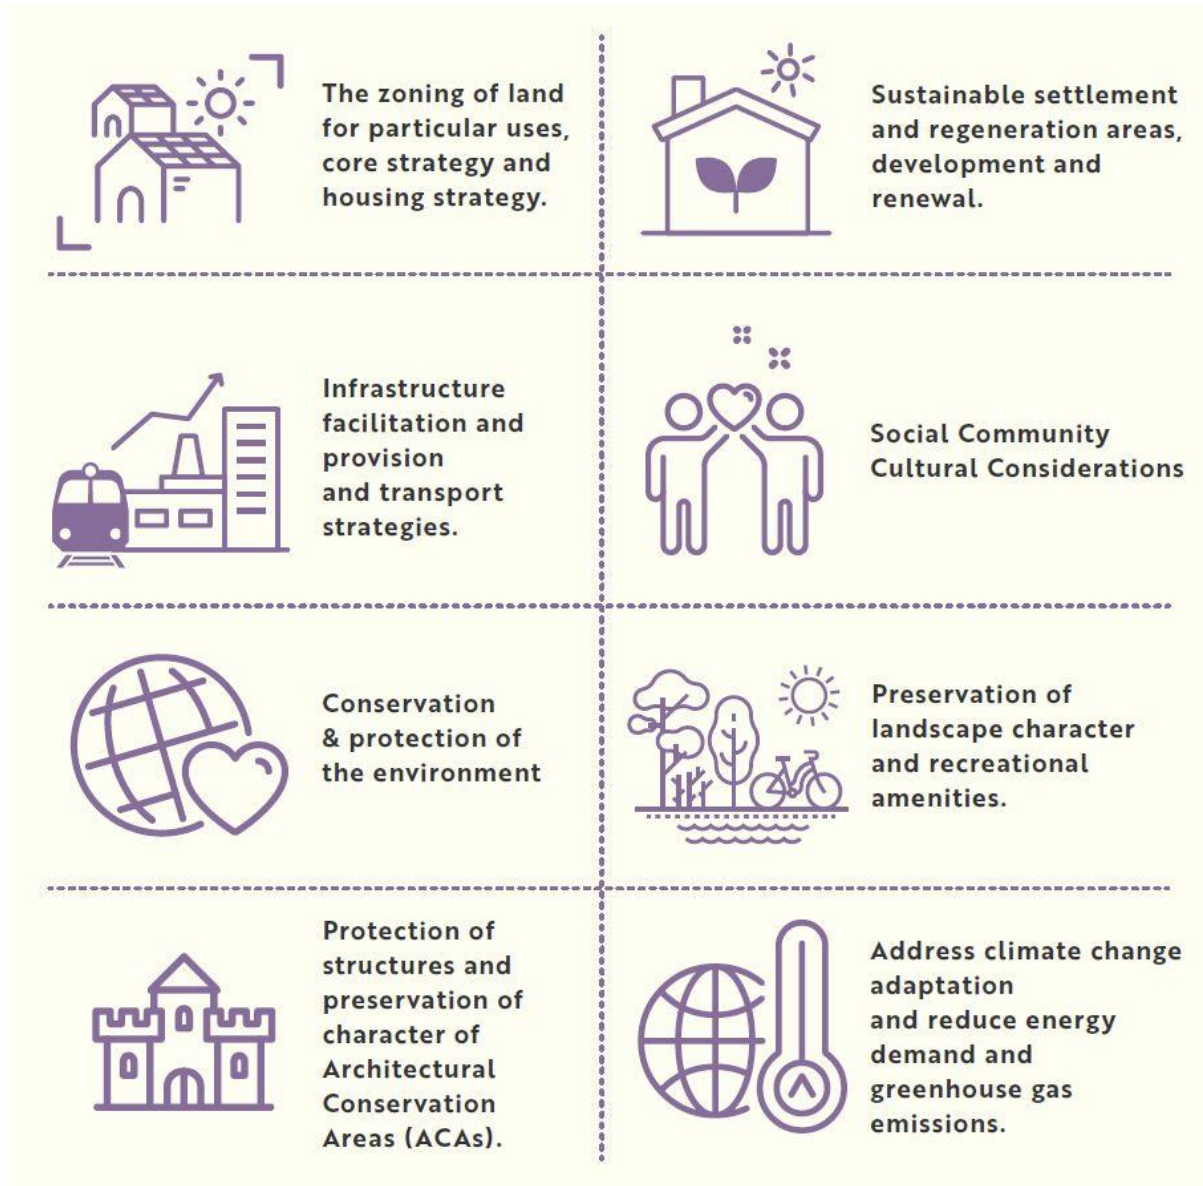 The zoning of land
for particular uses,
core strategy and
housing strategy.
Sustainable settlement
and regeneration areas,
development and
renewal.
Infrastructure
facilitation and
provision
and transport
strategies.
Social Community
Cultural Considerations
Conservation
& protection of
the environment
Preservation of
landscape character
and recreational
amenities.
Protection of
structures and
preservation of
character of
Architectural
Conservation
Areas (ACAs).
Address climate change
adaptation
and reduce energy
demand and
greenhouse gas
emissions.